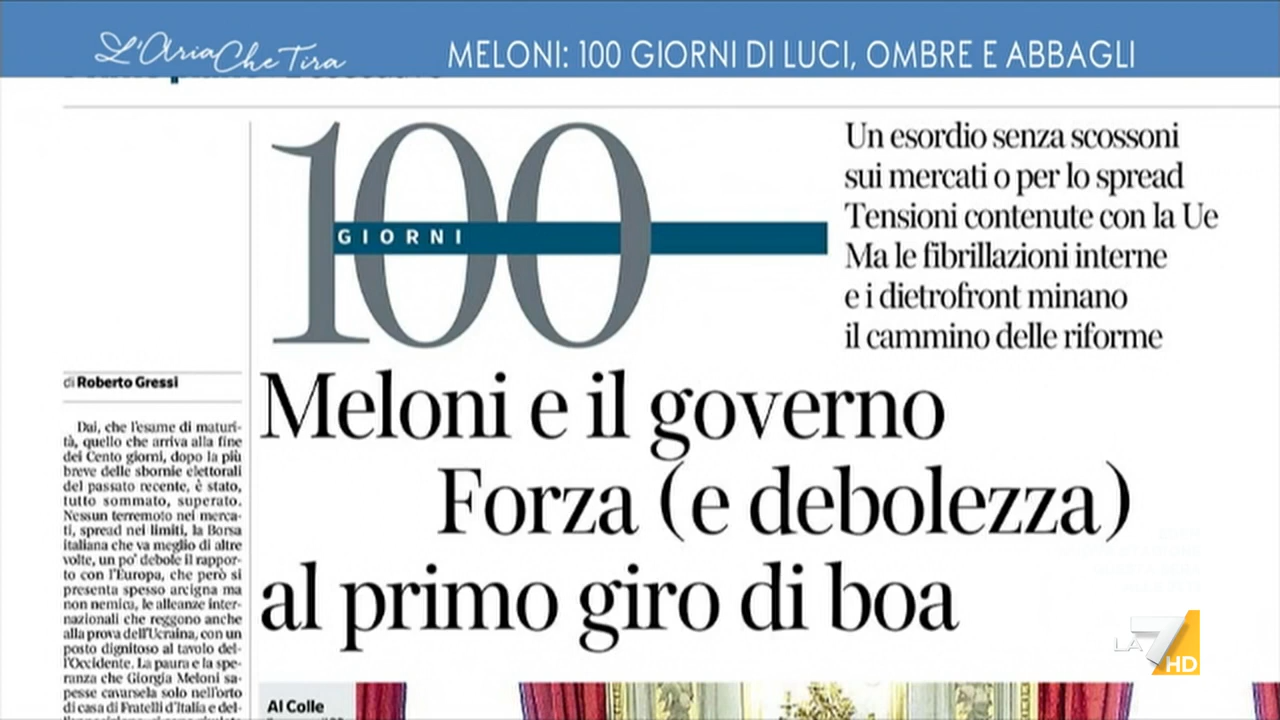 L'Aria Che Tira
MELONI: 100 GIORNI DI LUCI, OMBRE E ABBAGLI
100
GIORNI
Un esordio senza scossoni
sui mercati o per lo spread
Tensioni contenute con la Ue
Ma le fibrillazioni interne
e i dietrofront minano
il cammino delle riforme
di Roberto Gressi
Dai, che l'esame di maturi-
tà, quello che arriva alla fine
dei Cento giorni, dopo la più
breve delle sbornie elettorali
del passato recente, è stato,
tutto sommato, superato.
Nessun terremoto nei merca-
ti, spread nei limiti, la Borsa
italiana che va meglio di altre
volte, un po' debole il rappor-
to con l'Europa, che però si
presenta spesso arcigna ma
non nemica, le alleanze inter-
nazionali che reggono anche
alla prova dell'Ucraina, con un
posto dignitoso al tavolo del-
l'Occidente. La paura e la spe-
ranza che Giorgia Meloni sa-
pesse cavarsela solo nell'orto
di casa di Fratelli d'Italia e del-
Meloni e il governo
Forza (e debolezza)
al primo giro di boa
Al Colle
LA 7 HD